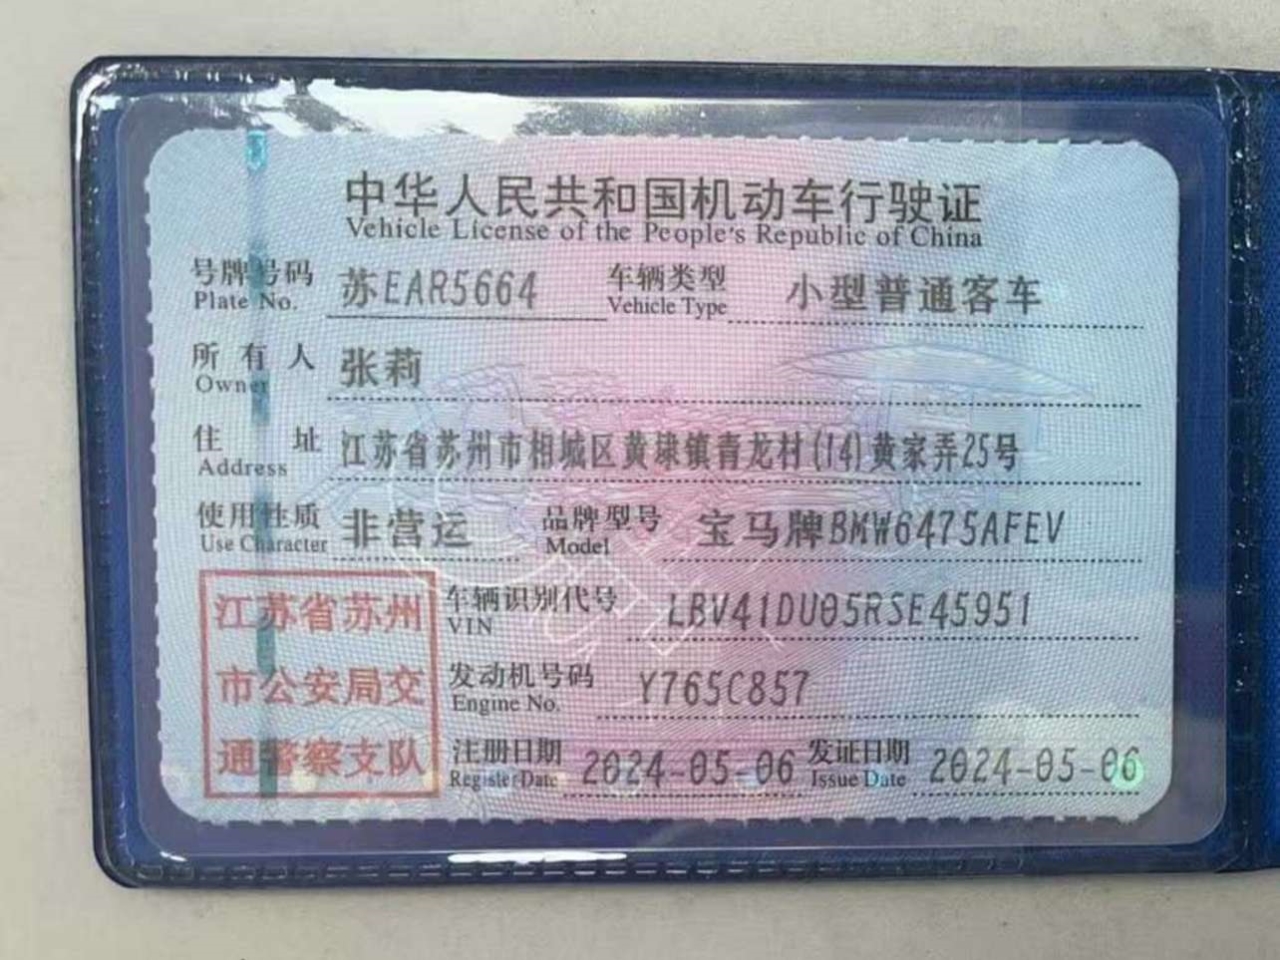 中华人民共和国机动车行驶证
Vehicle License of the People's Republic of China
号牌号码 苏EAR5664 车辆类型 小型普通客车
Plate No. Vehicle Type
所有人 张莉
Owner
住址 江苏省苏州市相城区黄埭镇青龙村(14)黄家弄25号
Address
使用性质 非营运 品牌型号 宝马牌BMW6475AFEV
Use Character Model
江苏省苏州
市公安局交
通警察支队
车辆识别代号 LBV41DU05RSE45951
VIN
发动机号码 Y765C857
Engine No.
注册日期 2024-05-06 发证日期 2024-05-06
Register Date Issue Date